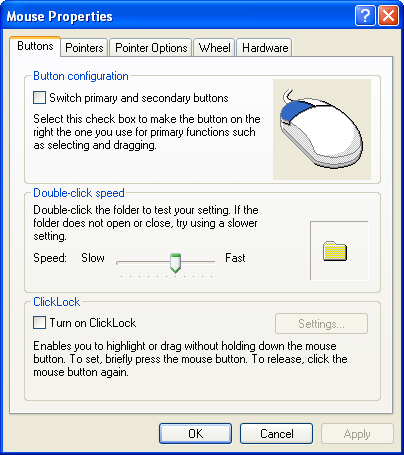 Mouse Properties
Buttons Pointers Pointer Options Wheel Hardware
Button configuration
Switch primary and secondary buttons
Select this check box to make the button on the
right the one you use for primary functions such
as selecting and dragging.
Double-click speed
Double-click the folder to test your setting. If the
folder does not open or close, try using a slower
setting.
Speed: Slow Fast
ClickLock
Turn on ClickLock Settings...
Enables you to highlight or drag without holding down the mouse
button. To set, briefly press the mouse button. To release, click the
mouse button again.
OK Cancel Apply